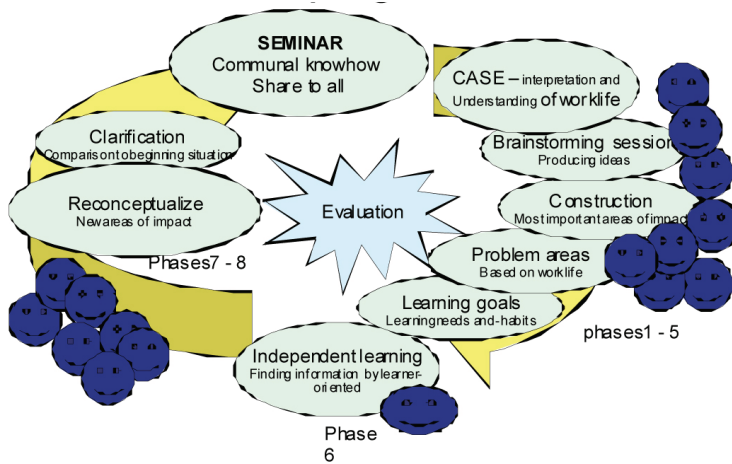 SEMINAR
Communal knowhow
Share to all
CASE – interpretation and
Understanding of worklife
Brainstorming session
Producing ideas
Construction
Most important areas of impac
Problem areas
Based on worklife
Learning goals
Learning needs and -habits
phases 1 - 5
Independent learning
Finding information by learner-
oriented
Phase
6
Phases 7 - 8
Reconceptualize
New areas of impact
Clarification
Comparison to beginning situation
Evaluation